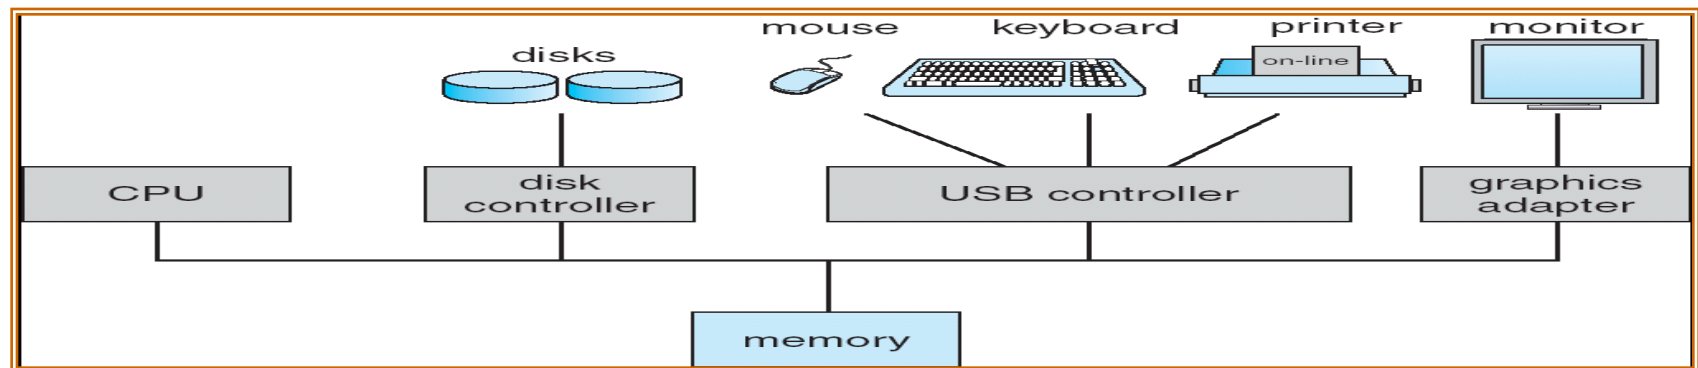 mouse
keyboard
printer
monitor
disks
on-line
CPU
disk
controller
USB controller
graphics
adapter
memory